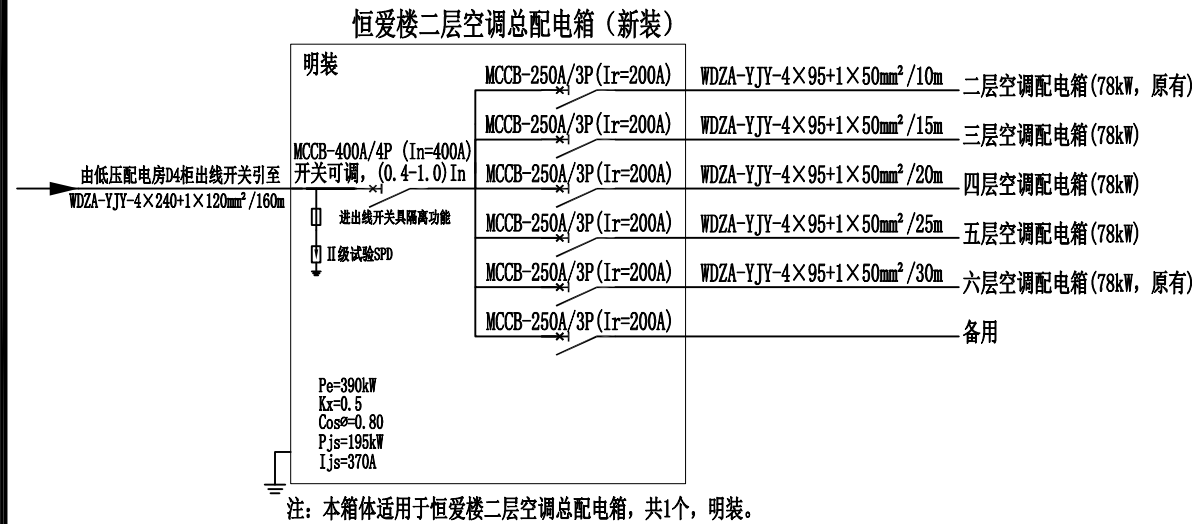 恒爱楼二层空调总配电箱（新装）
明装
MCCB-250A/3P(Ir=200A) WDZA-YJY-4×95+1×50mm²/10m 二层空调配电箱(78kW，原有)
MCCB-250A/3P(Ir=200A) WDZA-YJY-4×95+1×50mm²/15m 三层空调配电箱(78kW)
MCCB-400A/4P (In=400A)
开关可调，(0.4-1.0)In
由低压配电房D4柜出线开关引至
WDZA-YJY-4×240+1×120mm²/160m
MCCB-250A/3P(Ir=200A) WDZA-YJY-4×95+1×50mm²/20m 四层空调配电箱(78kW)
进出线开关具隔离功能
MCCB-250A/3P(Ir=200A) WDZA-YJY-4×95+1×50mm²/25m 五层空调配电箱(78kW)
II级试验SPD
MCCB-250A/3P(Ir=200A) WDZA-YJY-4×95+1×50mm²/30m 六层空调配电箱(78kW，原有)
MCCB-250A/3P(Ir=200A) 备用
Pe=390kW
Kx=0.5
Cosø=0.80
Pjs=195kW
Ijs=370A
注：本箱体适用于恒爱楼二层空调总配电箱，共1个，明装。